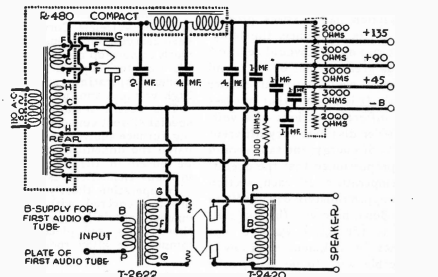 R-480 COMPACT
G
F
F
C
F
F
H
P
C
H
110 A-C
REAR
F
C
F
2- MF.
4- MF.
4- MF.
1- MF.
1- MF.
1- MF.
1- MF.
1000 OHMS
2000 OHMS
3000 OHMS
3000 OHMS
3000 OHMS
2000 OHMS
+135
+90
+45
-B
B-SUPPLY FOR FIRST AUDIO TUBE
INPUT
PLATE OF FIRST AUDIO TUBE
B
P
G
F
G
P
B
P
SPEAKER
T-2622
T-2420